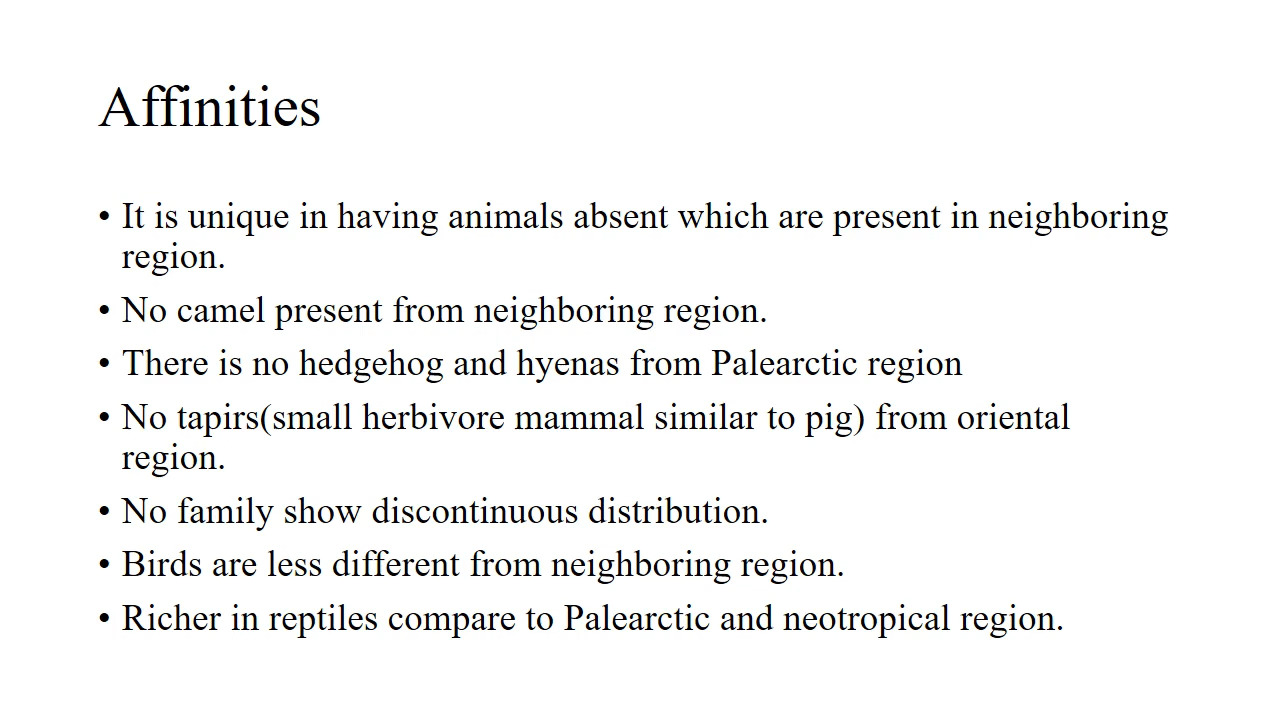 Affinities
• It is unique in having animals absent which are present in neighboring
region.
• No camel present from neighboring region.
• There is no hedgehog and hyenas from Palearctic region
• No tapirs(small herbivore mammal similar to pig) from oriental
region.
• No family show discontinuous distribution.
• Birds are less different from neighboring region.
• Richer in reptiles compare to Palearctic and neotropical region.